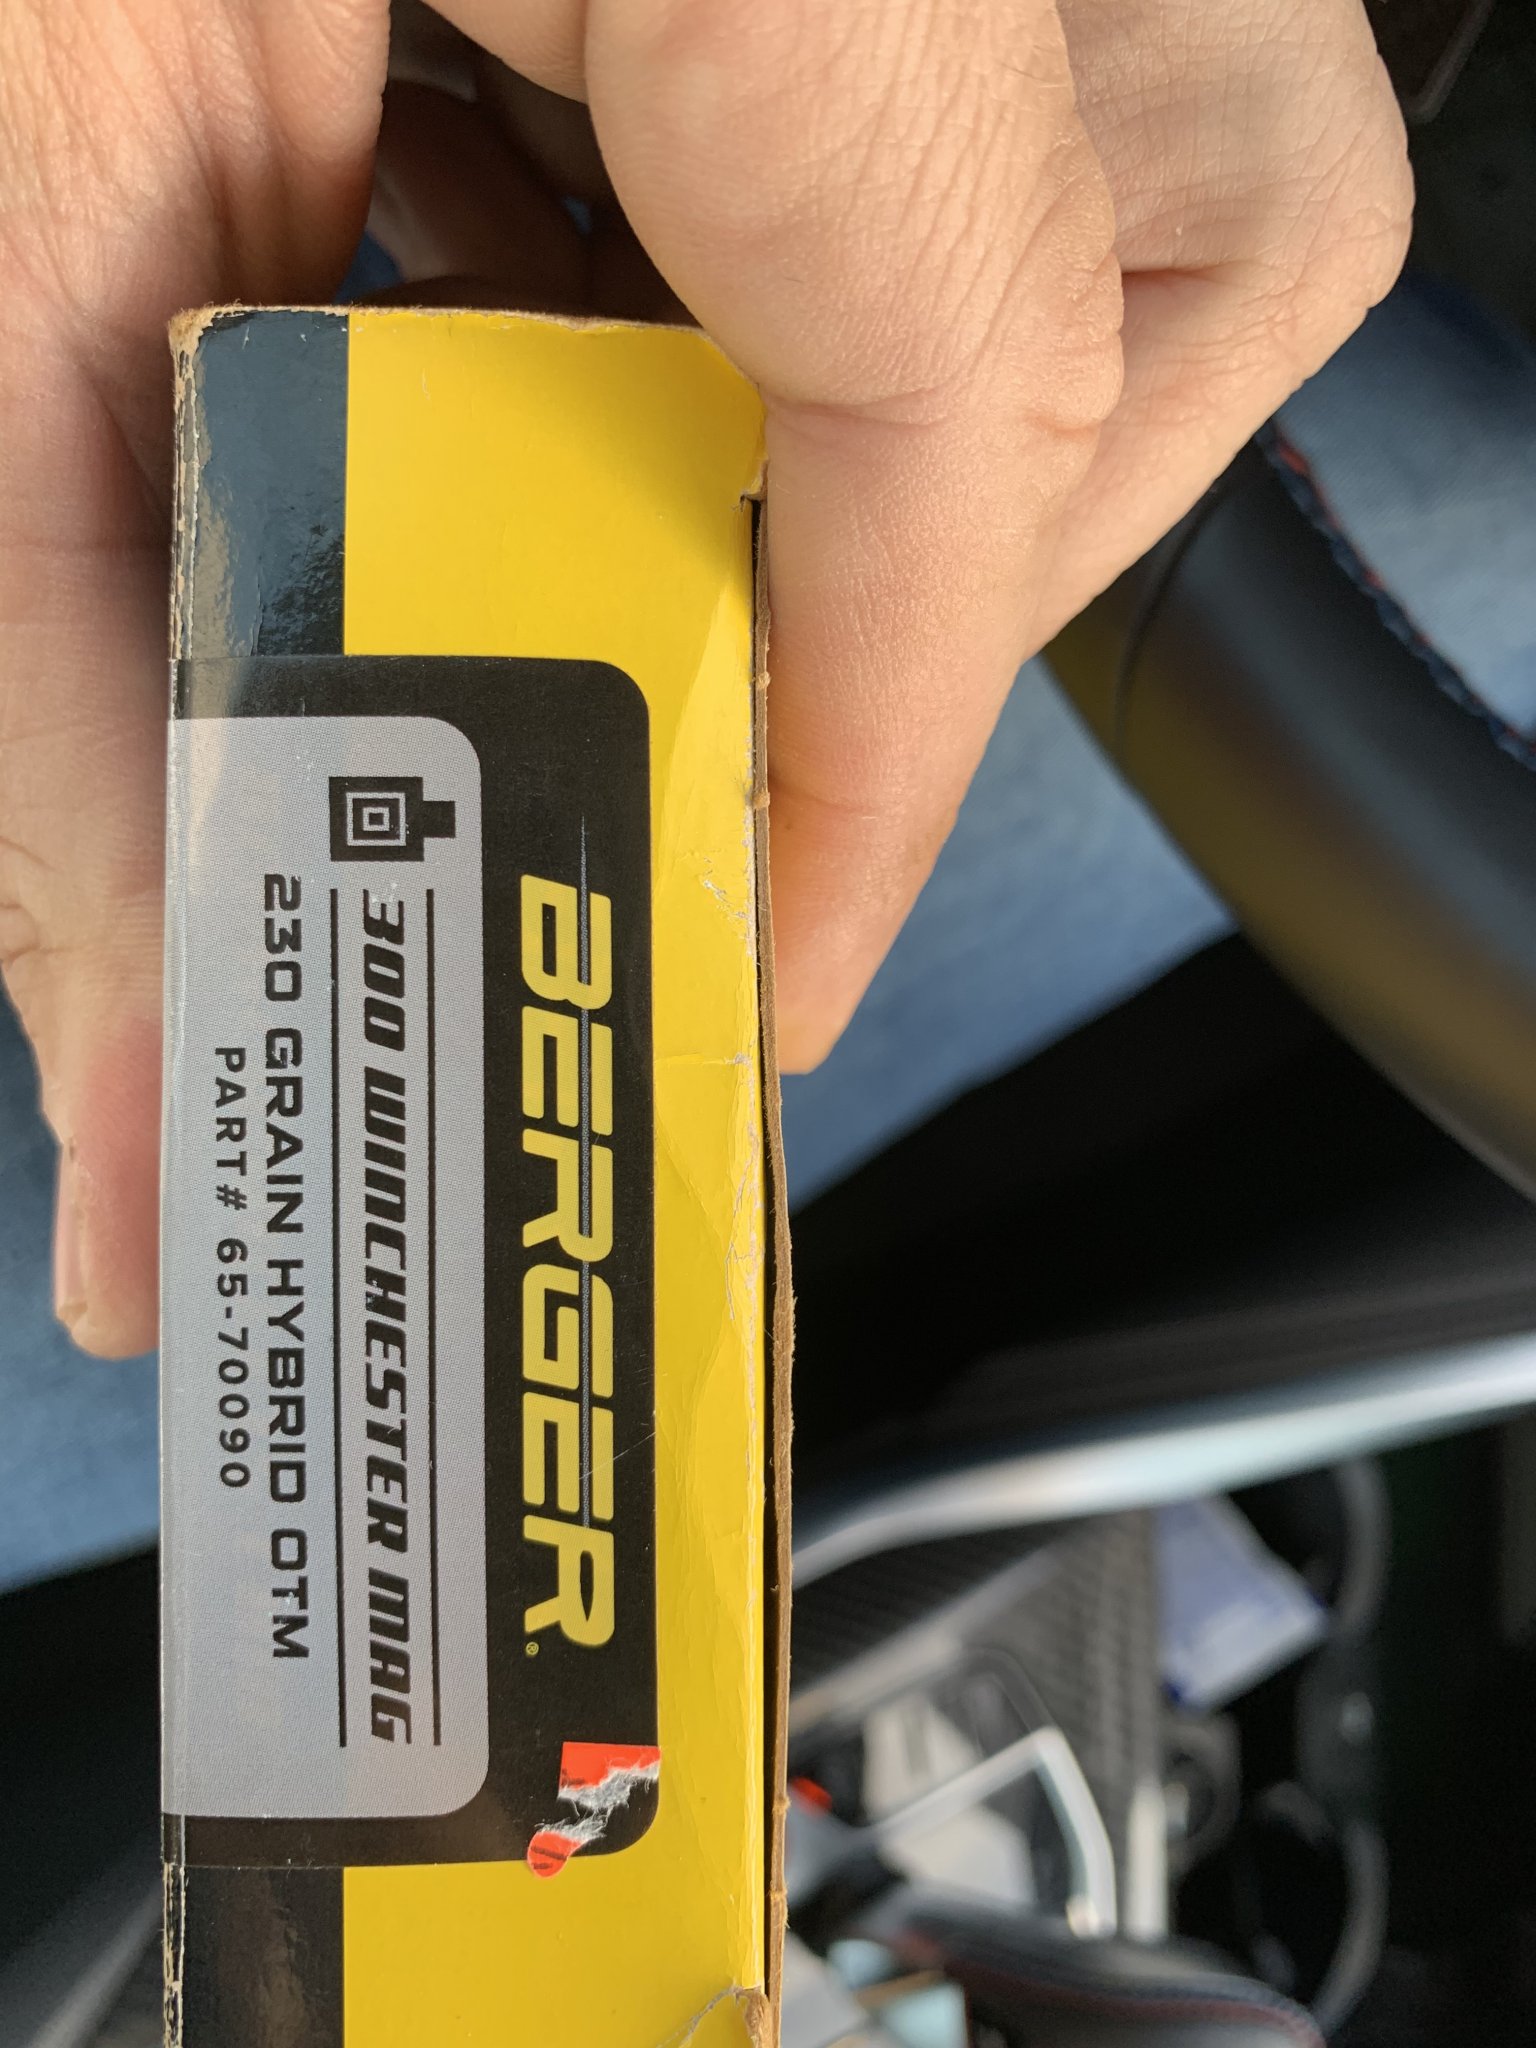 BERGER®
300 WINCHESTER MAG
230 GRAIN HYBRID OTM
PART# 65-70090